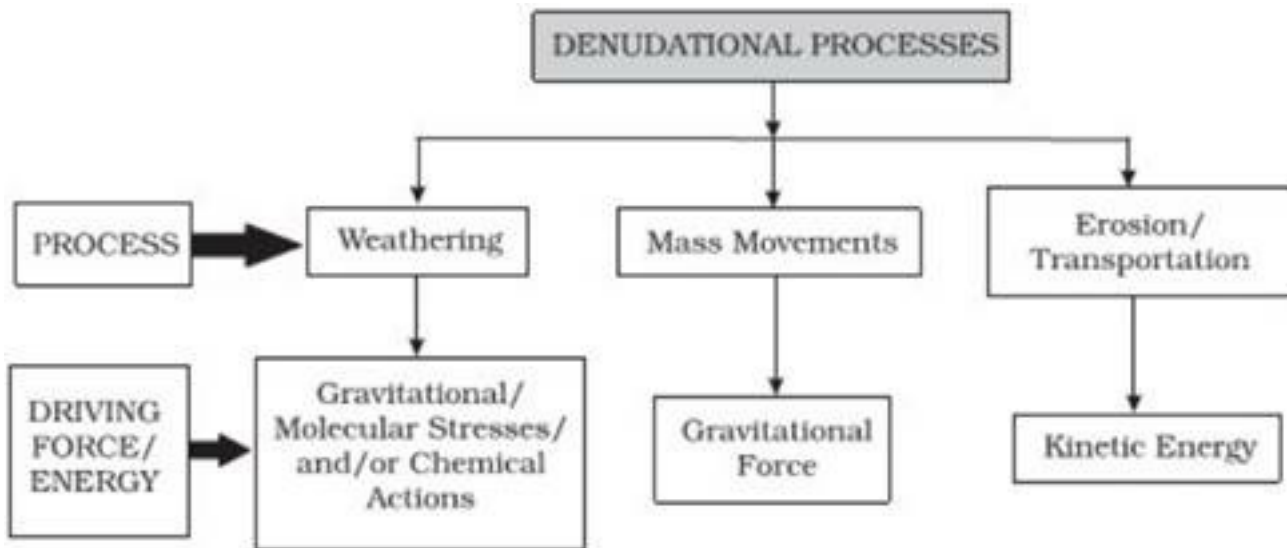 DENUDATIONAL PROCESSES
PROCESS
Weathering
Mass Movements
Erosion/
Transportation
DRIVING
FORCE/
ENERGY
Gravitational/
Molecular Stresses/
and/or Chemical
Actions
Gravitational
Force
Kinetic Energy